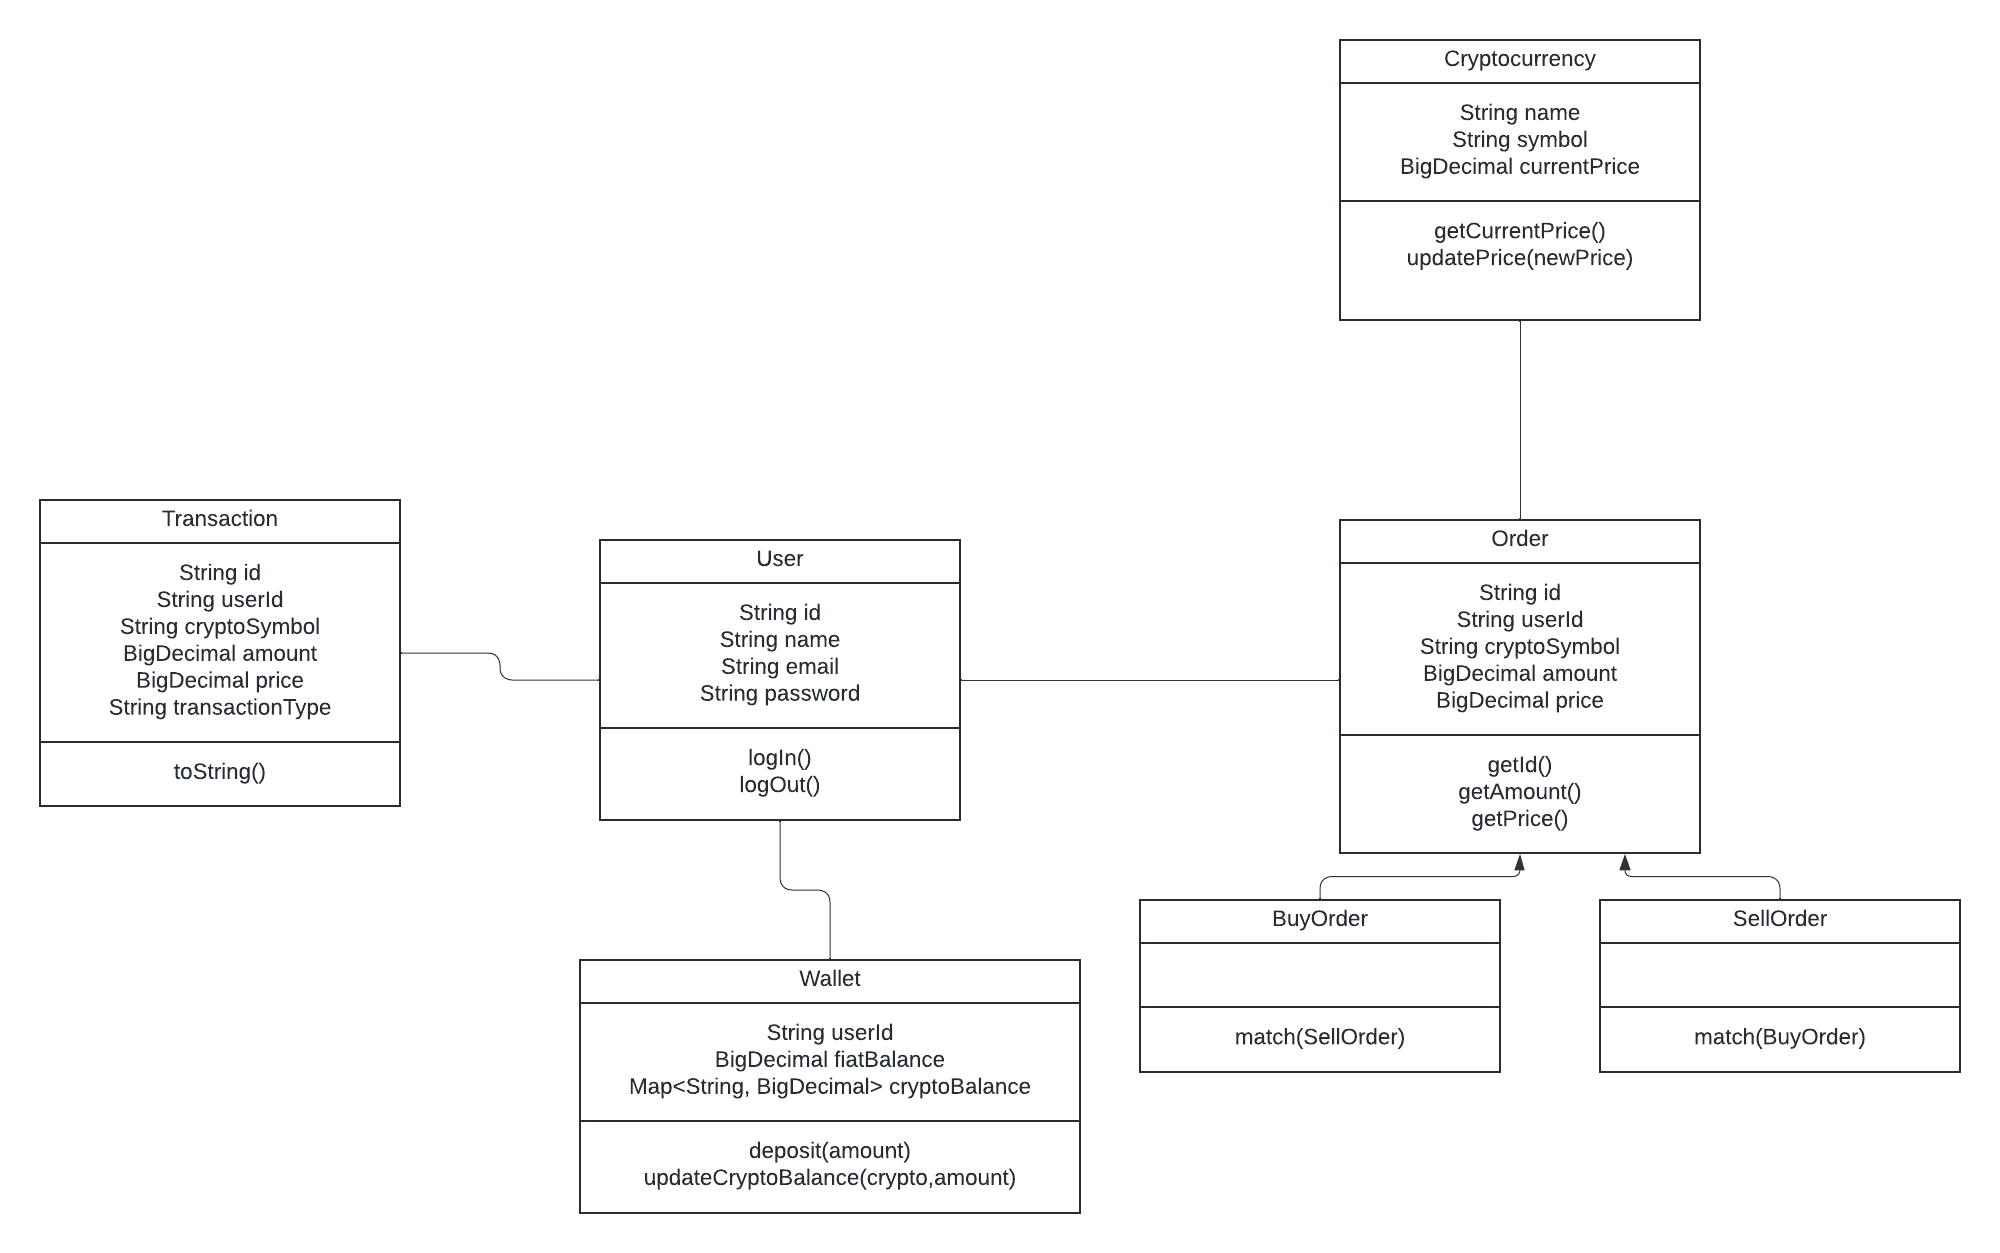 Cryptocurrency
String name
String symbol
BigDecimal currentPrice
getCurrentPrice()
updatePrice(newPrice)
Transaction
String id
String userId
String cryptoSymbol
BigDecimal amount
BigDecimal price
String transactionType
toString()
User
String id
String name
String email
String password
logIn()
logOut()
Order
String id
String userId
String cryptoSymbol
BigDecimal amount
BigDecimal price
getId()
getAmount()
getPrice()
Wallet
String userId
BigDecimal fiatBalance
Map<String, BigDecimal> cryptoBalance
deposit(amount)
updateCryptoBalance(crypto,amount)
BuyOrder
match(SellOrder)
SellOrder
match(BuyOrder)